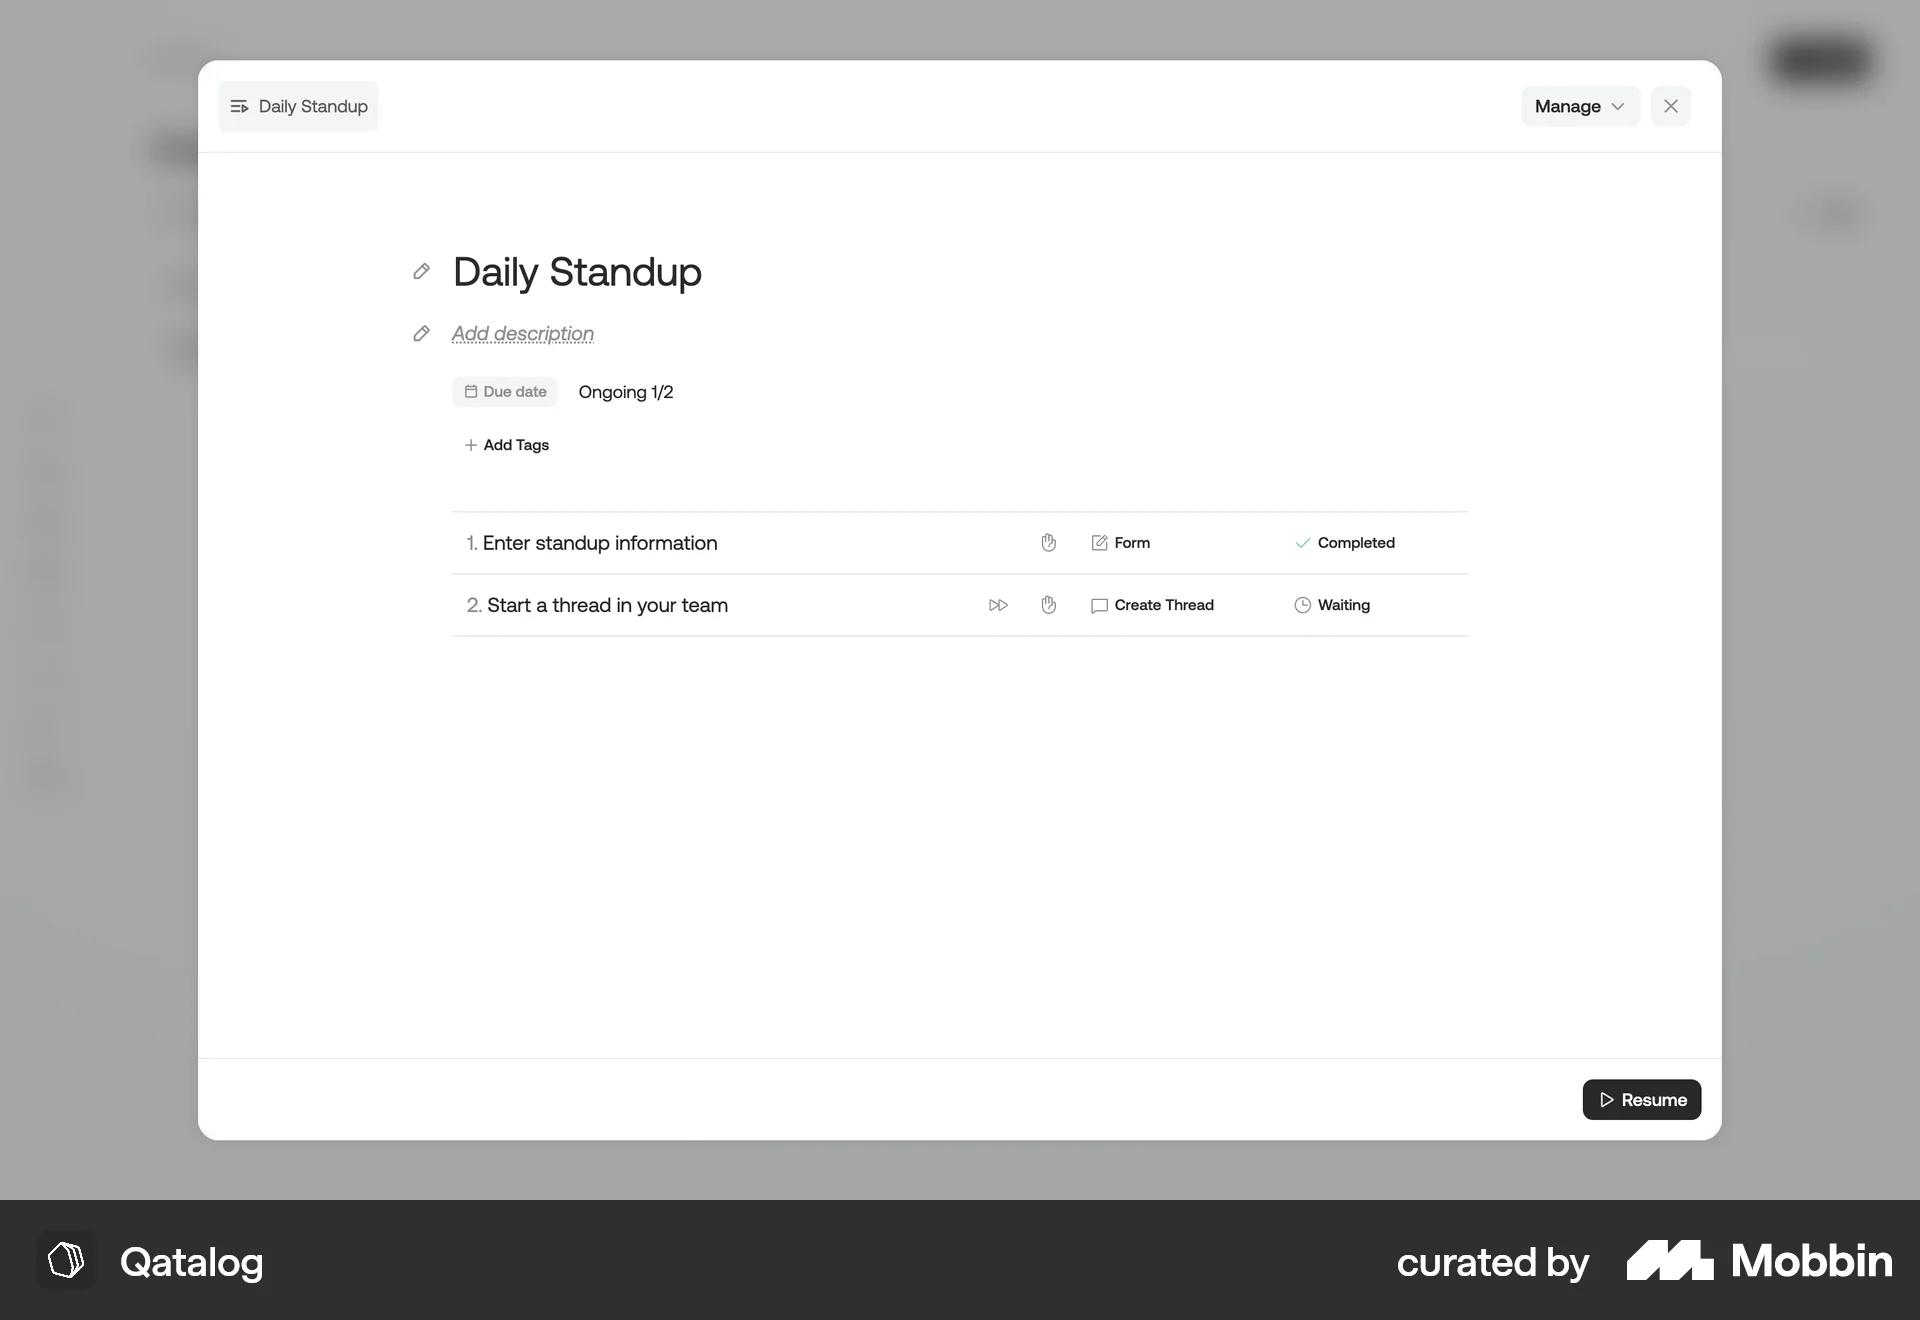 Daily Standup
Manage
Daily Standup
Add description
Due date Ongoing 1/2
Add Tags
1. Enter standup information Form Completed
2. Start a thread in your team Create Thread Waiting
Resume
Qatalog
curated by Mobbin